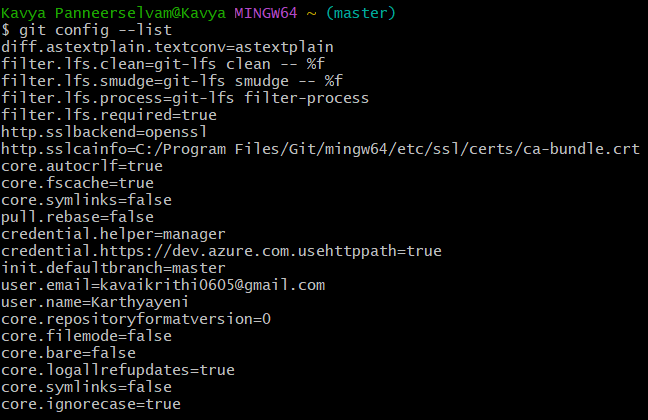 Kavya Panneerselvam@Kavya MINGW64 ~ (master)
$ git config --list
diff.astextplain.textconv=astextplain
filter.lfs.clean=git-lfs clean -- %f
filter.lfs.smudge=git-lfs smudge -- %f
filter.lfs.process=git-lfs filter-process
filter.lfs.required=true
http.sslbackend=openssl
http.sslcainfo=C:/Program Files/Git/mingw64/etc/ssl/certs/ca-bundle.crt
core.autocrlf=true
core.fscache=true
core.symlinks=false
pull.rebase=false
credential.helper=manager
credential.https://dev.azure.com.usehttppath=true
init.defaultbranch=master
user.email=kavaikrithi0605@gmail.com
user.name=Karthyayeni
core.repositoryformatversion=0
core.filemode=false
core.bare=false
core.logallrefupdates=true
core.symlinks=false
core.ignorecase=true